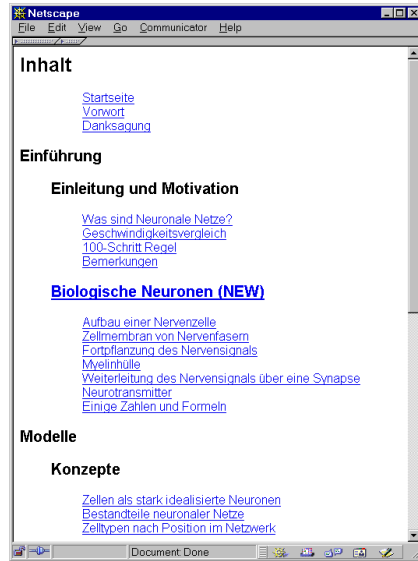 Netscape
File Edit View Go Communicator Help
Inhalt
Startseite
Vorwort
Danksagung
Einführung
Einleitung und Motivation
Was sind Neuronale Netze?
Geschwindigkeitsvergleich
100-Schritt Regel
Bemerkungen
Biologische Neuronen (NEW)
Aufbau einer Nervenzelle
Zellmembran von Nervenfasern
Fortpflanzung des Nervensignals
Myelinhülle
Weiterleitung des Nervensignals über eine Synapse
Neurotransmitter
Einige Zahlen und Formeln
Modelle
Konzepte
Zellen als stark idealisierte Neuronen
Bestandteile neuronaler Netze
Zelltypen nach Position im Netzwerk
Document: Done